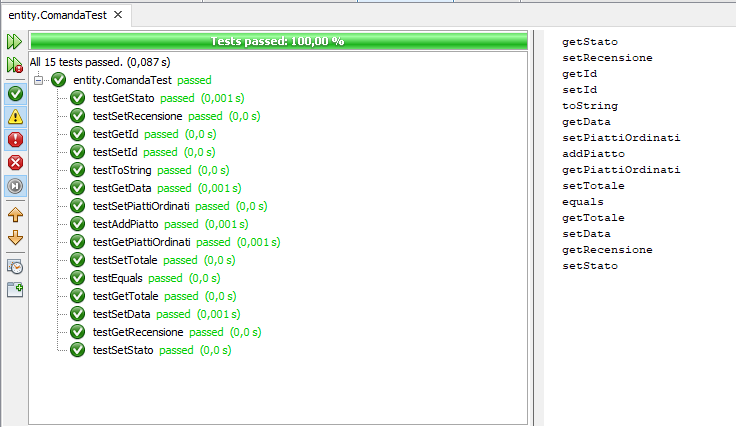 entity.ComandaTest
Tests passed: 100,00 %
All 15 tests passed. (0,087 s)
entity.ComandaTest passed
testGetStato passed (0,001 s)
testSetRecensione passed (0,0 s)
testGetId passed (0,0 s)
testSetId passed (0,0 s)
testToString passed (0,0 s)
testGetData passed (0,001 s)
testSetPiattiOrdinati passed (0,0 s)
testAddPiatto passed (0,001 s)
testGetPiattiOrdinati passed (0,001 s)
testSetTotale passed (0,0 s)
testEquals passed (0,0 s)
testGetTotale passed (0,0 s)
testSetData passed (0,001 s)
testGetRecensione passed (0,0 s)
testSetStato passed (0,0 s)
getStato
setRecensione
getId
setId
toString
getData
setPiattiOrdinati
addPiatto
getPiattiOrdinati
setTotale
equals
getTotale
setData
getRecensione
setStato